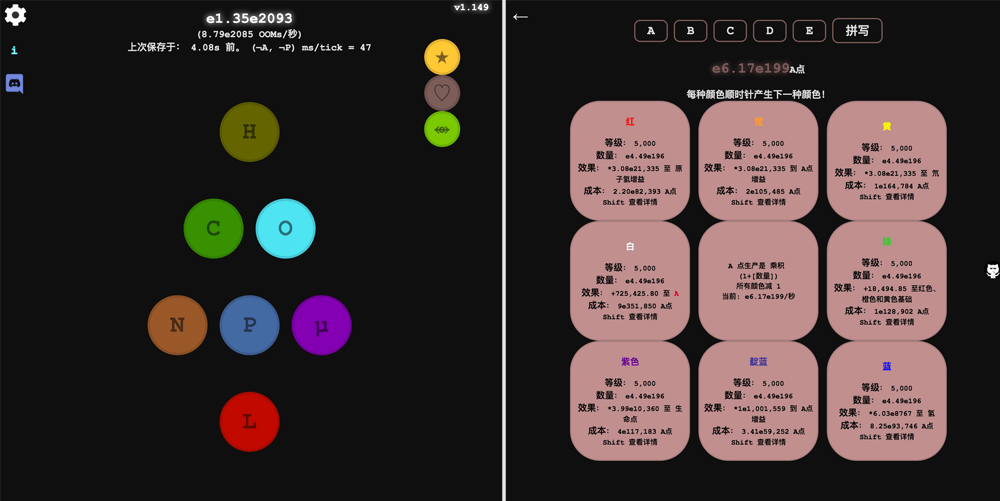 v1.149
e1.35e2093
(8.79e2085 OOMs/秒)
上次保存于： 4.08s 前。 (¬A, ¬P) ms/tick = 47
i
★
H
C
O
N
P
μ
L
←
A
B
C
D
E
拼写
e6.17e199A点
每种颜色顺时针产生下一种颜色!
红
等级： 5,000
数量： e4.49e196
效果： *3.08e21,335 至 原
子氢增益
成本： 2.20e82,393 A点
Shift 查看详情
橙
等级： 5,000
数量： e4.49e196
效果： *3.08e21,335 到 A点
增益
成本： 2e105,485 A点
Shift 查看详情
黄
等级： 5,000
数量： e4.49e196
效果： *3.08e21,335 至 氘
成本： 1e164,784 A点
Shift 查看详情
白
等级： 5,000
数量： e4.49e196
效果： +725,425.80 至 A
成本： 9e351,850 A点
Shift 查看详情
A 点生产是 乘积
(1+[数量])
所有颜色减 1
当前: e6.17e199/秒
绿
等级： 5,000
数量： e4.49e196
效果： +18,494.85 至红色、
橙色和黄色基础
成本： 1e128,902 A点
Shift 查看详情
紫色
等级： 5,000
数量： e4.49e196
效果： *3.99e10,360 至 生
命点
成本： 4e117,183 A点
Shift 查看详情
靛蓝
等级： 5,000
数量： e4.49e196
效果： *1e1,001,559 到 A点
增益
成本： 3.41e59,252 A点
Shift 查看详情
蓝
等级： 5,000
数量： e4.49e196
效果： *6.03e8767 至 氢
成本： 8.25e93,746 A点
Shift 查看详情